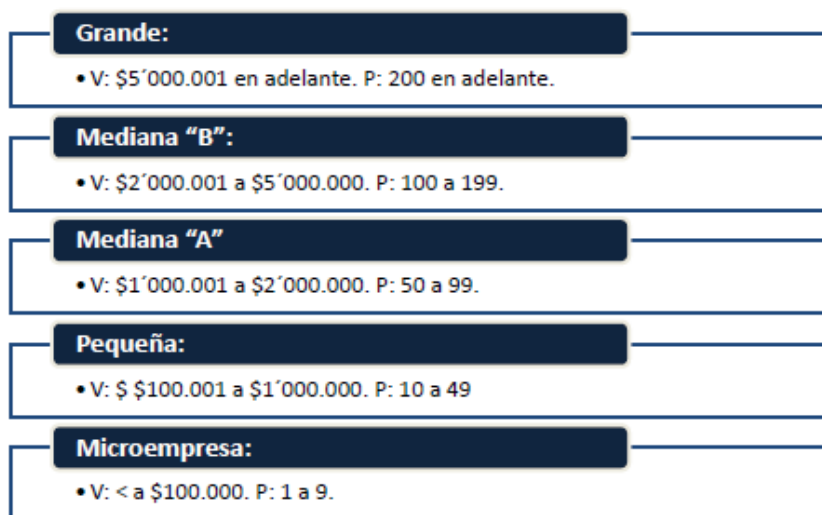 Grande:
• V: $5´000.001 en adelante. P: 200 en adelante.
Mediana “B”:
• V: $2´000.001 a $5´000.000. P: 100 a 199.
Mediana “A”
• V: $1´000.001 a $2´000.000. P: 50 a 99.
Pequeña:
• V: $ $100.001 a $1´000.000. P: 10 a 49
Microempresa:
• V: < a $100.000. P: 1 a 9.